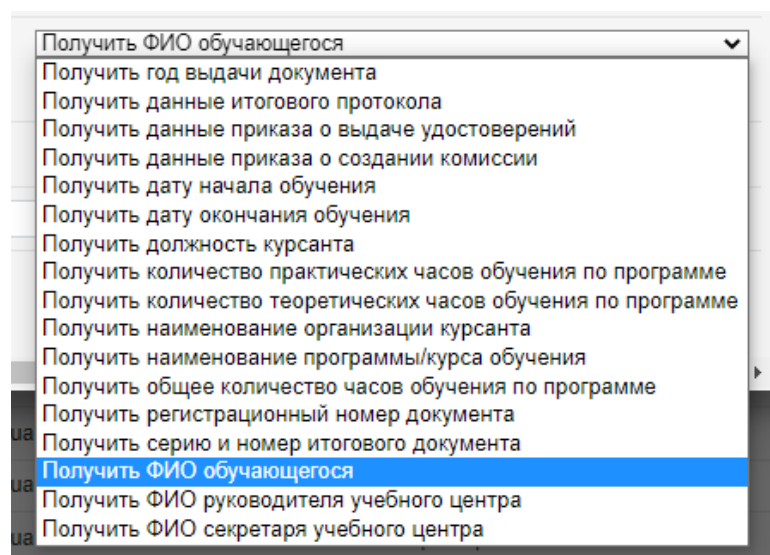 Получить ФИО обучающегося
Получить год выдачи документа
Получить данные итогового протокола
Получить данные приказа о выдаче удостоверений
Получить данные приказа о создании комиссии
Получить дату начала обучения
Получить дату окончания обучения
Получить должность курсанта
Получить количество практических часов обучения по программе
Получить количество теоретических часов обучения по программе
Получить наименование организации курсанта
Получить наименование программы/курса обучения
Получить общее количество часов обучения по программе
Получить регистрационный номер документа
Получить серию и номер итогового документа
Получить ФИО обучающегося
Получить ФИО руководителя учебного центра
Получить ФИО секретаря учебного центра